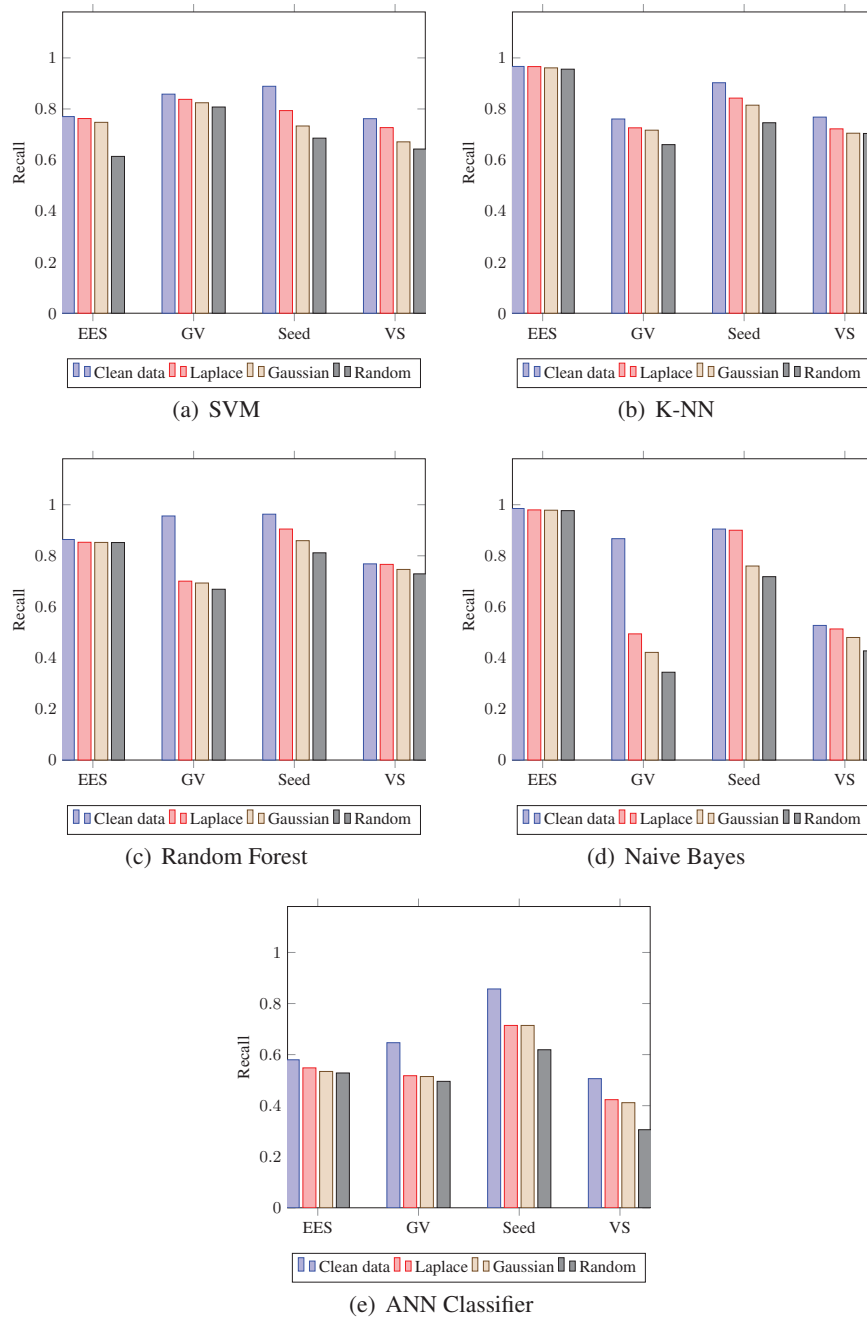 1
0.8
0.6
0.4
0.2
0
Recall
EES GV Seed VS
Clean data Laplace Gaussian Random
(a) SVM
1
0.8
0.6
0.4
0.2
0
Recall
EES GV Seed VS
Clean data Laplace Gaussian Random
(b) K-NN
1
0.8
0.6
0.4
0.2
0
Recall
EES GV Seed VS
Clean data Laplace Gaussian Random
(c) Random Forest
1
0.8
0.6
0.4
0.2
0
Recall
EES GV Seed VS
Clean data Laplace Gaussian Random
(d) Naive Bayes
1
0.8
0.6
0.4
0.2
0
Recall
EES GV Seed VS
Clean data Laplace Gaussian Random
(e) ANN Classifier